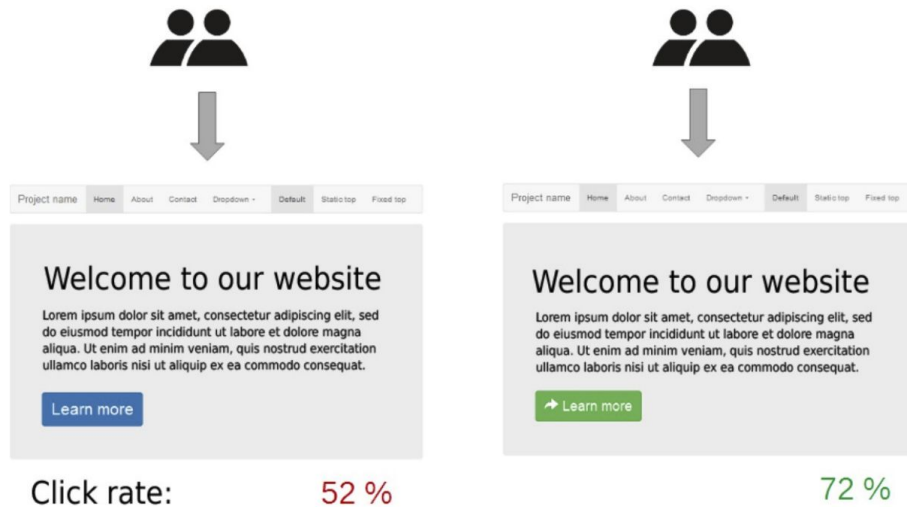 Project name Home About Contact Dropdown Default Static top Fixed top
Welcome to our website
Lorem ipsum dolor sit amet, consectetur adipiscing elit, sed
do eiusmod tempor incididunt ut labore et dolore magna
aliqua. Ut enim ad minim veniam, quis nostrud exercitation
ullamco laboris nisi ut aliquip ex ea commodo consequat.
Learn more
Click rate: 52 %
Project name Home About Contact Dropdown Default Static top Fixed top
Welcome to our website
Lorem ipsum dolor sit amet, consectetur adipiscing elit, sed
do eiusmod tempor incididunt ut labore et dolore magna
aliqua. Ut enim ad minim veniam, quis nostrud exercitation
ullamco laboris nisi ut aliquip ex ea commodo consequat.
Learn more
72 %